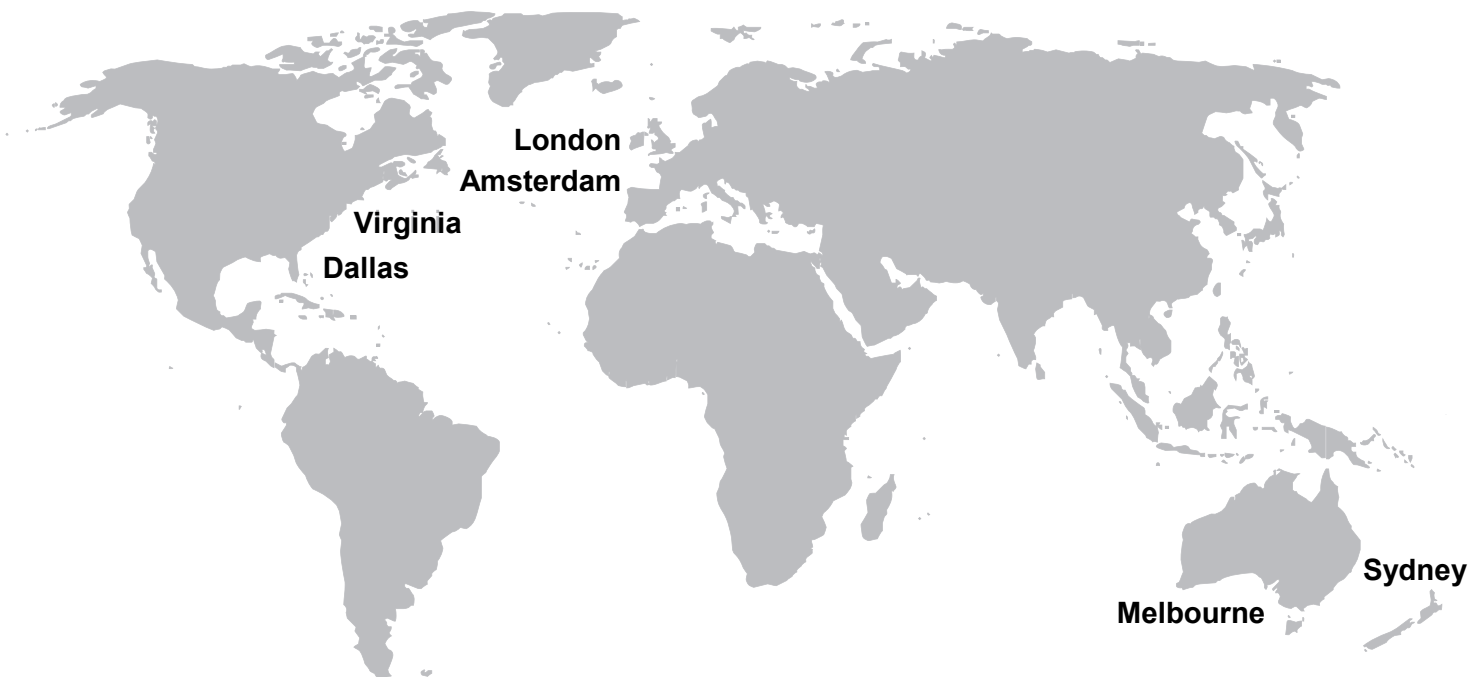 London
Amsterdam
Virginia
Dallas
Sydney
Melbourne